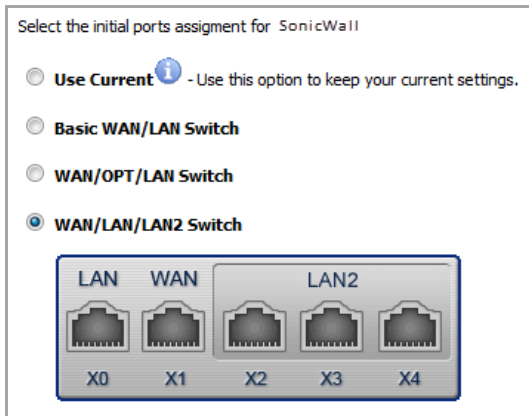 Select the initial ports assigment for SonicWall
Use Current i - Use this option to keep your current settings.
Basic WAN/LAN Switch
WAN/OPT/LAN Switch
WAN/LAN/LAN2 Switch
LAN WAN LAN2
X0 X1 X2 X3 X4